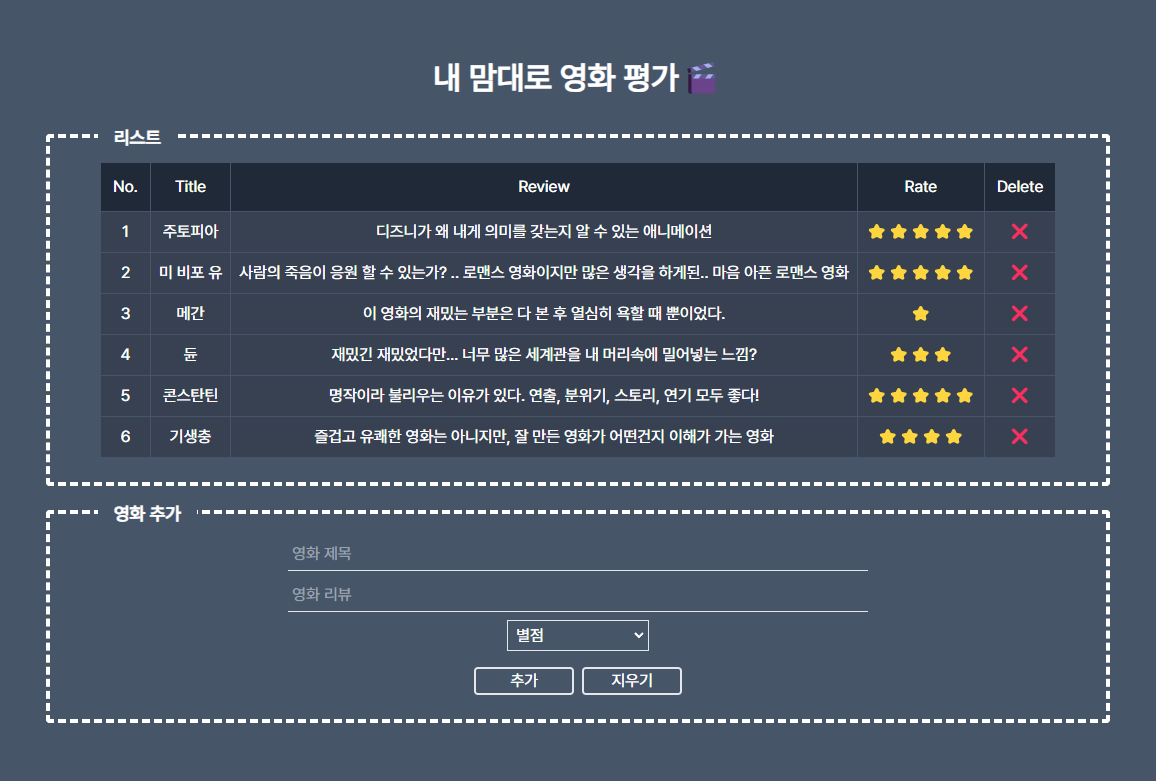 내 맘대로 영화 평가
리스트
No. Title Review Rate Delete
1 주토피아 디즈니가 왜 내게 의미를 갖는지 알 수 있는 애니메이션
2 미 비포 유 사람의 죽음이 응원 할 수 있는가? .. 로맨스 영화이지만 많은 생각을 하게된.. 마음 아픈 로맨스 영화
3 메간 이 영화의 재밌는 부분은 다 본 후 열심히 욕할 때 뿐이었다.
4 듄 재밌긴 재밌었다만... 너무 많은 세계관을 내 머리속에 밀어넣는 느낌?
5 콘스탄틴 명작이라 불리우는 이유가 있다. 연출, 분위기, 스토리, 연기 모두 좋다!
6 기생충 즐겁고 유쾌한 영화는 아니지만, 잘 만든 영화가 어떤건지 이해가 가는 영화
영화 추가
영화 제목
영화 리뷰
별점
추가 지우기